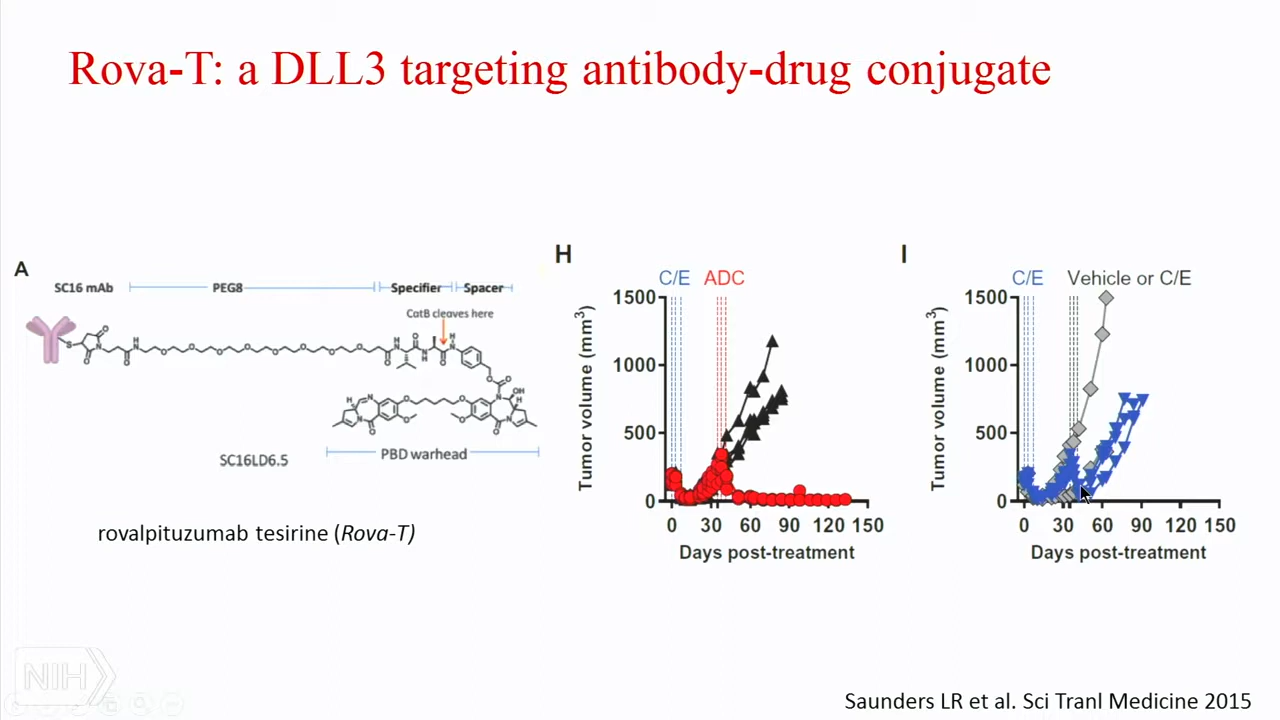 Rova-T: a DLL3 targeting antibody-drug conjugate
A
SC16 mAb
PEG8
Specifier
Spacer
CatB cleaves here
PBD warhead
SC16LD6.5
rovalpituzumab tesirine (Rova-T)
H
C/E
ADC
Tumor volume (mm3)
1500
1000
500
0
0 30 60 90 120 150
Days post-treatment
I
C/E
Vehicle or C/E
Tumor volume (mm3)
1500
1000
500
0
0 30 60 90 120 150
Days post-treatment
NIH
Saunders LR et al. Sci Tranl Medicine 2015